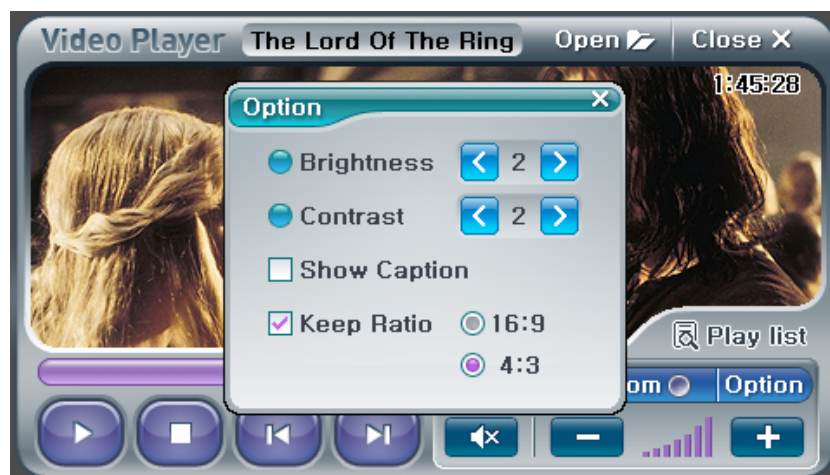 Video Player The Lord Of The Ring Open Close X
1:45:28
Option
Brightness 2
Contrast 2
Show Caption
Keep Ratio 16:9
4:3
Play list
om Option